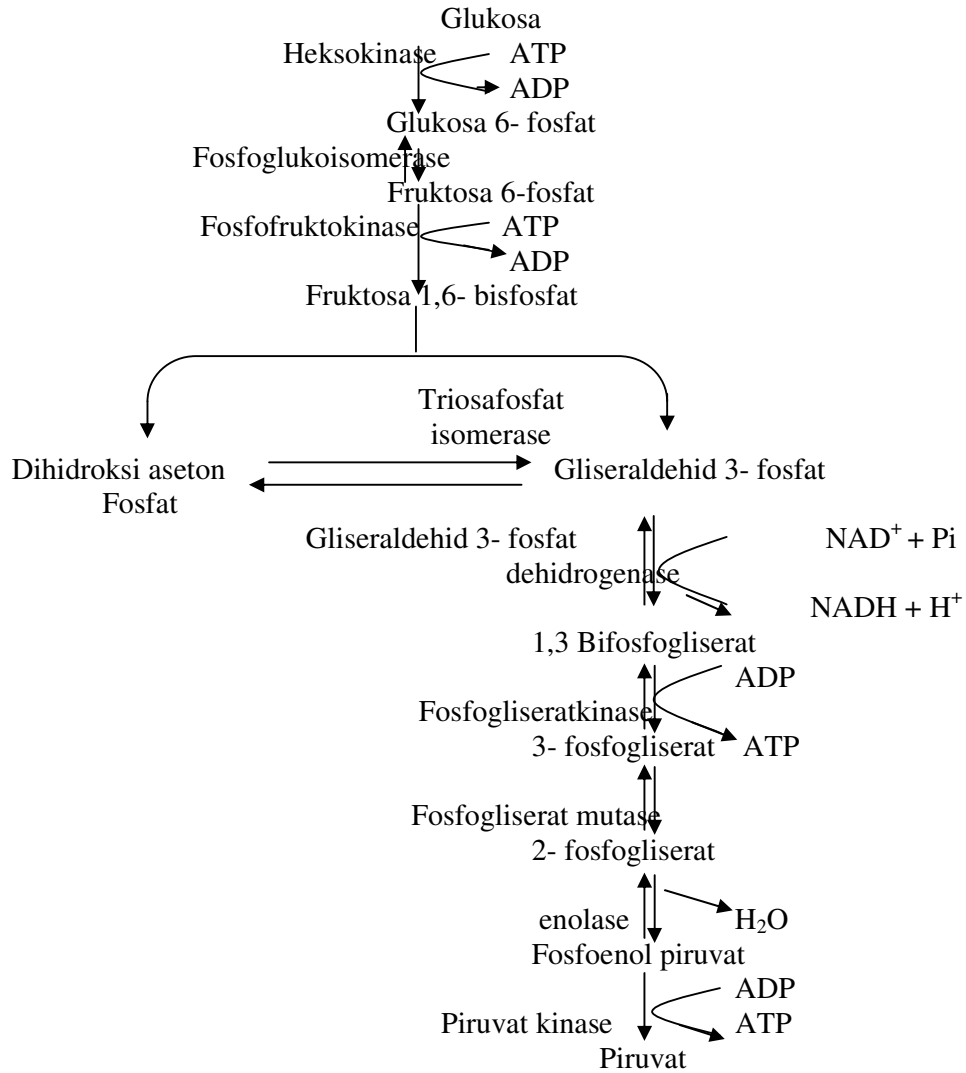 Glukosa
Heksokinase ATP
ADP
Glukosa 6- fosfat
Fosfoglukoisomerase
Fruktosa 6-fosfat
Fosfofruktokinase ATP
ADP
Fruktosa 1,6- bisfosfat
Triosafosfat
isomerase
Dihidroksi aseton
Fosfat
Gliseraldehid 3- fosfat
Gliseraldehid 3- fosfat
dehidrogenase
NAD⁺ + Pi
NADH + H⁺
1,3 Bifosfogliserat
ADP
Fosfogliseratkinase
3- fosfogliserat ATP
Fosfogliserat mutase
2- fosfogliserat
enolase H₂O
Fosfoenol piruvat
ADP
Piruvat kinase ATP
Piruvat